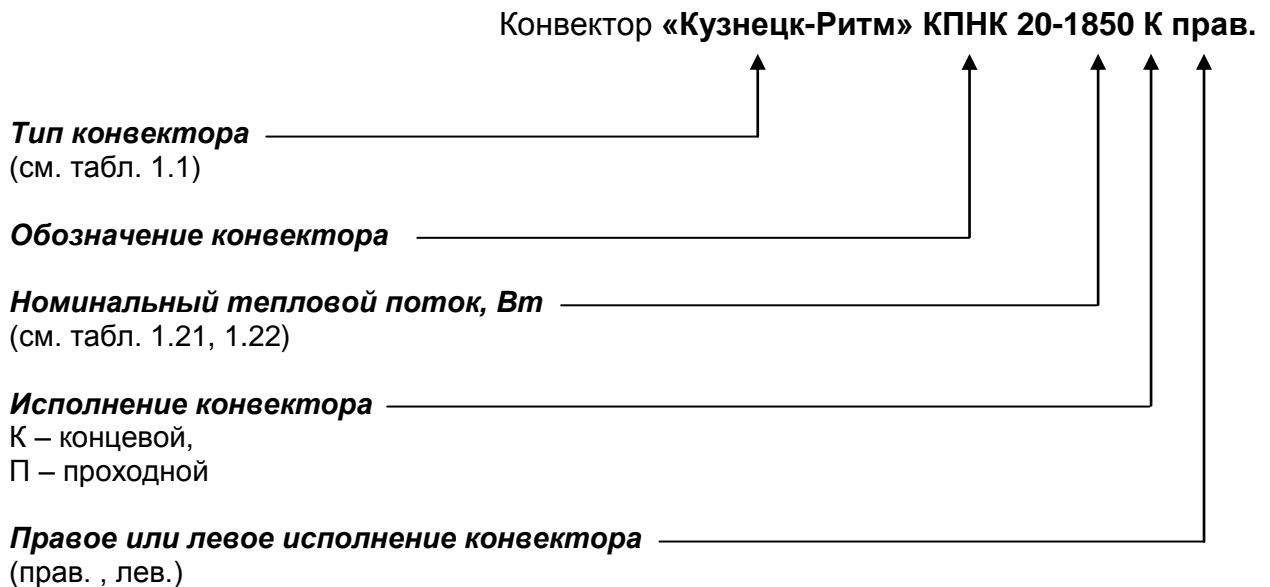 Конвектор «Кузнецк-Ритм» КПНК 20-1850 К прав.
Тип конвектора
(см. табл. 1.1)
Обозначение конвектора
Номинальный тепловой поток, Вт
(см. табл. 1.21, 1.22)
Исполнение конвектора
К – концевой,
П – проходной
Правое или левое исполнение конвектора
(прав. , лев.)